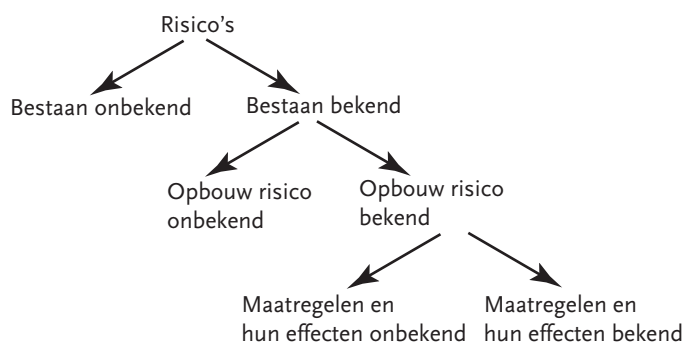 Risico's
Bestaan onbekend
Bestaan bekend
Opbouw risico
onbekend
Opbouw risico
bekend
Maatregelen en
hun effecten onbekend
Maatregelen en
hun effecten bekend